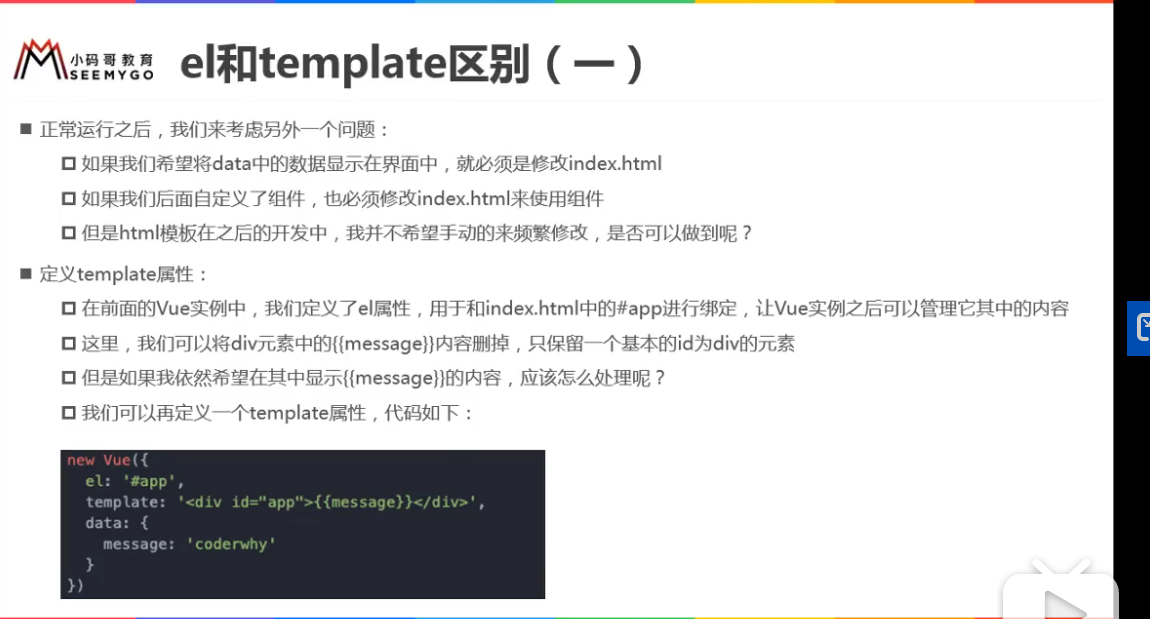 小码哥教育
SEEMYGO
el和template区别（一）
正常运行之后，我们来考虑另外一个问题：
如果我们希望将data中的数据显示在界面中，就必须是修改index.html
如果我们后面自定义了组件，也必须修改index.html来使用组件
但是html模板在之后的开发中，我并不希望手动的来频繁修改，是否可以做到呢？
定义template属性：
在前面的Vue实例中，我们定义了el属性，用于和index.html中的#app进行绑定，让Vue实例之后可以管理它其中的内容
这里，我们可以将div元素中的{{message}}内容删掉，只保留一个基本的id为div的元素
但是如果我依然希望在其中显示{{message}}的内容，应该怎么处理呢？
我们可以再定义一个template属性，代码如下：
new Vue({
el: '#app',
template: '<div id="app">{{message}}</div>',
data: {
message: 'coderwhy'
}
})